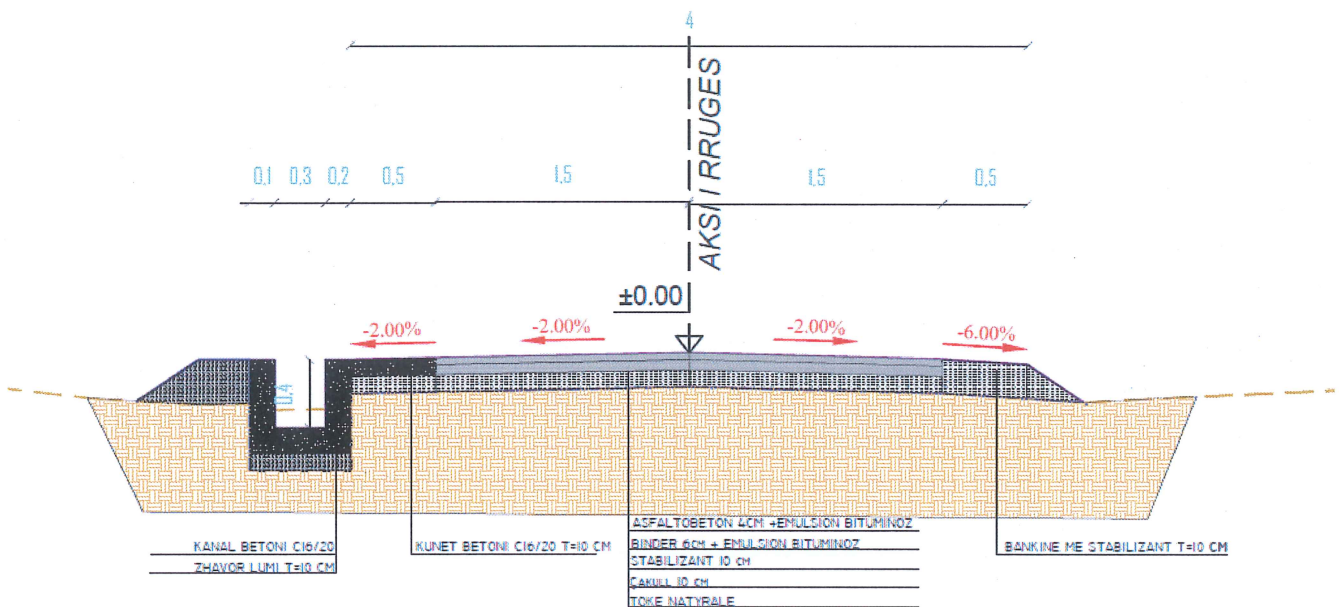 4
AKSI I RRUGES
0,1 0,3 0,2 0,5 1,5 1,5 0,5
±0.00
-2.00% -2.00% -2.00% -6.00%
0.4
KANAL BETONI C16/20
ZHAVOR LUMI T=10 CM
KUNET BETONI C16/20 T=10 CM
ASFALTOBETON 4CM +EMULSION BITUMINOZ
BINDER 6CM + EMULSION BITUMINOZ
STABILIZANT 10 CM
ÇAKULL 10 CM
TOKE NATYRALE
BANKINE ME STABILIZANT T=10 CM